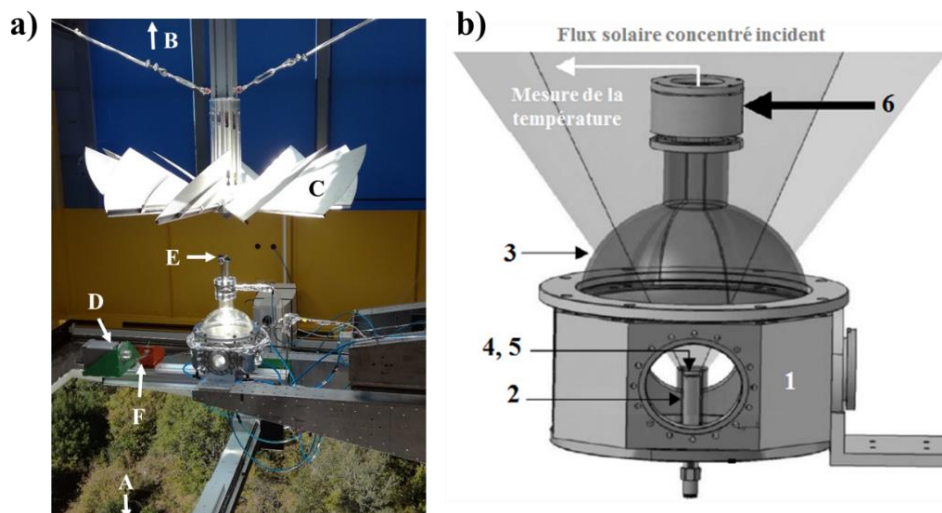 a)
B
C
E
D
F
A
b)
Flux solaire concentré incident
Mesure de la
température
6
3
4, 5
2
1